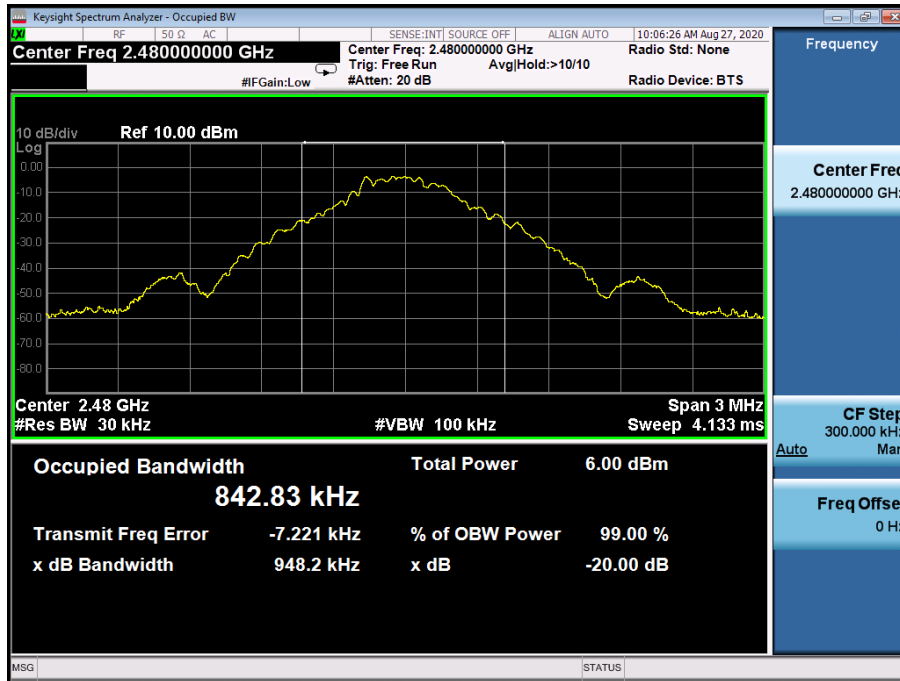 Keysight Spectrum Analyzer - Occupied BW
LXI RF 50 Ω AC SENSE:INT SOURCE OFF ALIGN AUTO 10:06:26 AM Aug 27, 2020
Center Freq 2.480000000 GHz
Center Freq: 2.480000000 GHz Radio Std: None
Trig: Free Run Avg|Hold:>10/10
#IFGain:Low #Atten: 20 dB Radio Device: BTS
10 dB/div Ref 10.00 dBm
Log
0.00
-10.0
-20.0
-30.0
-40.0
-50.0
-60.0
-70.0
-80.0
Center 2.48 GHz Span 3 MHz
#Res BW 30 kHz #VBW 100 kHz Sweep 4.133 ms
Occupied Bandwidth Total Power 6.00 dBm
842.83 kHz
Transmit Freq Error -7.221 kHz % of OBW Power 99.00 %
x dB Bandwidth 948.2 kHz x dB -20.00 dB
MSG STATUS
Frequency
Center Freq
2.480000000 GHz
CF Step
300.000 kHz
Auto Man
Freq Offset
0 Hz